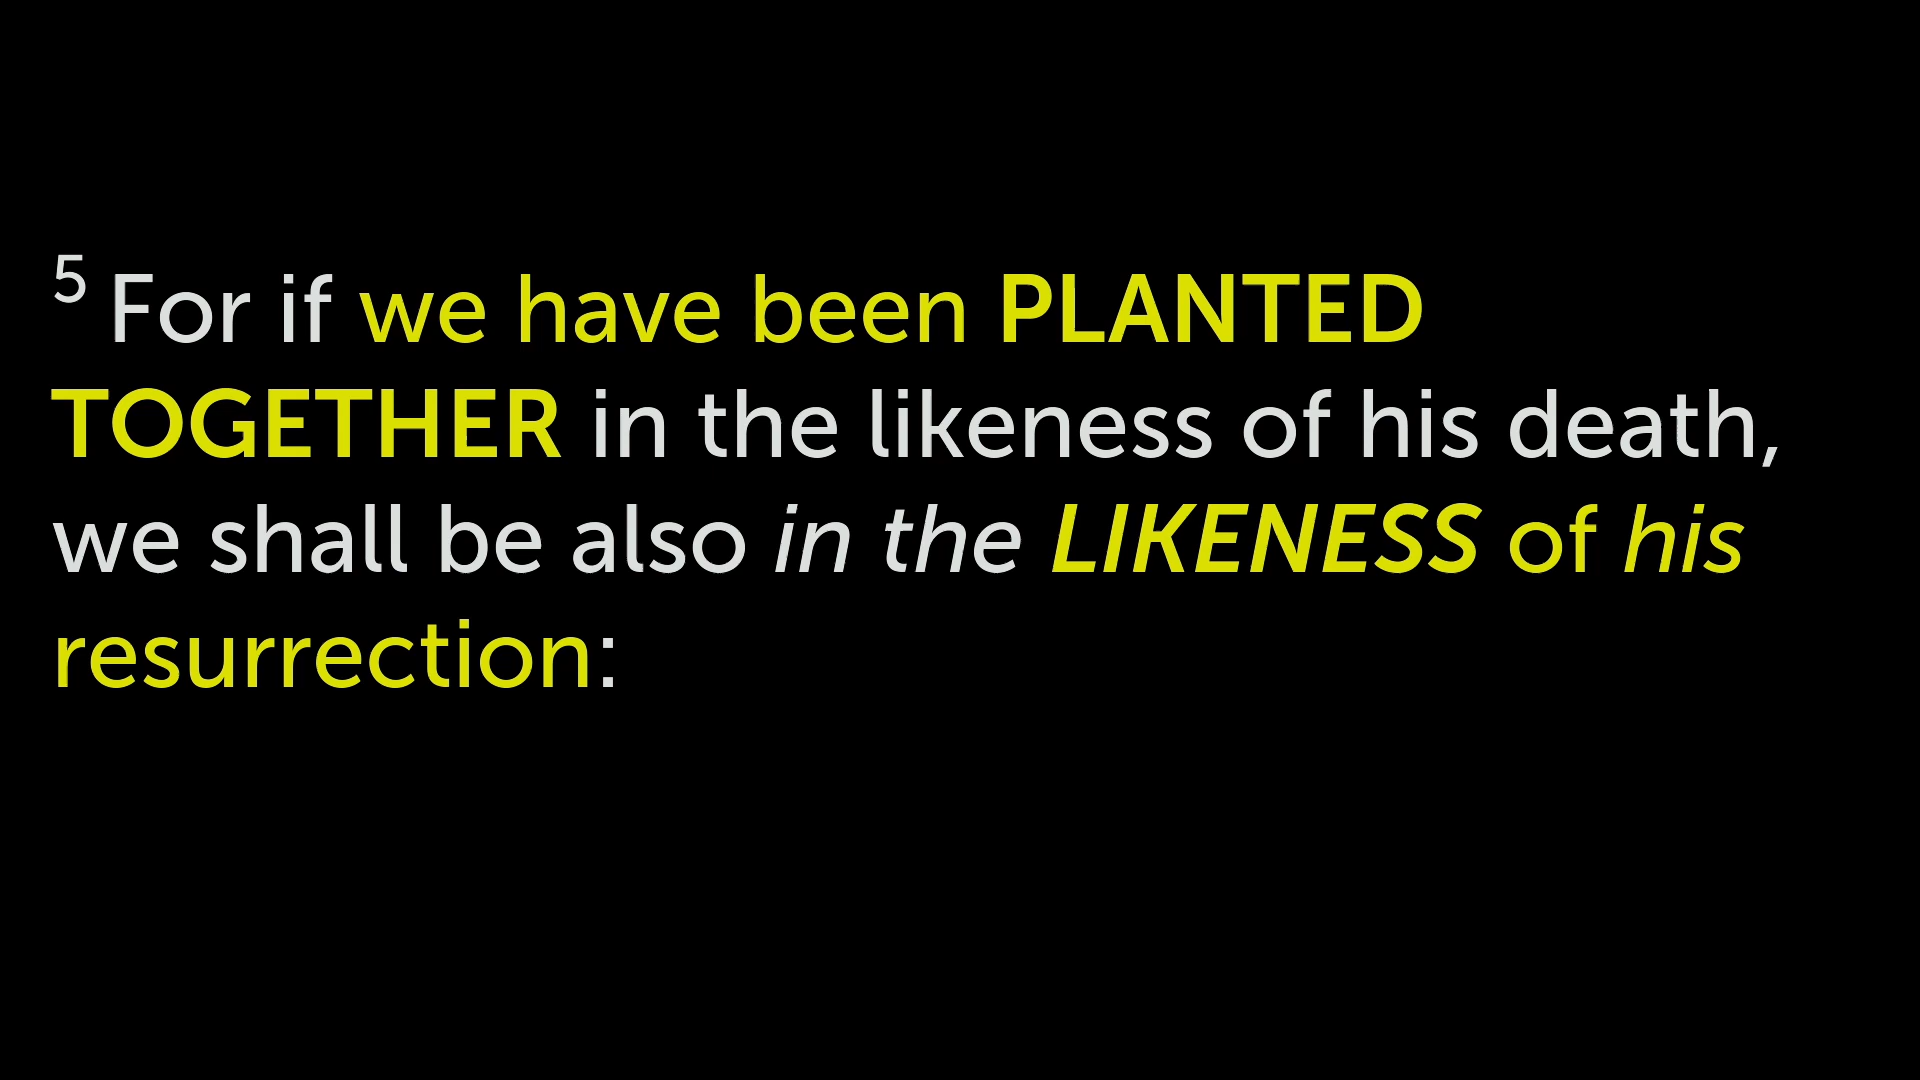 5 For if we have been PLANTED
TOGETHER in the likeness of his death,
we shall be also in the LIKENESS of his
resurrection: